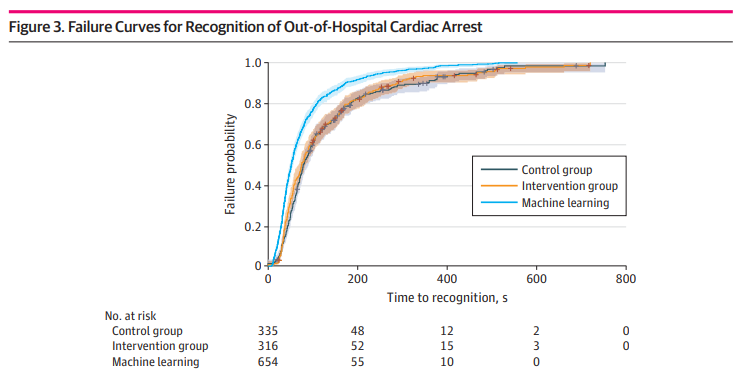 Figure 3. Failure Curves for Recognition of Out-of-Hospital Cardiac Arrest
1.0
0.8
0.6
0.4
0.2
0
Failure probability
Control group
Intervention group
Machine learning
0 200 400 600 800
Time to recognition, s
No. at risk
Control group 335 48 12 2 0
Intervention group 316 52 15 3 0
Machine learning 654 55 10 0